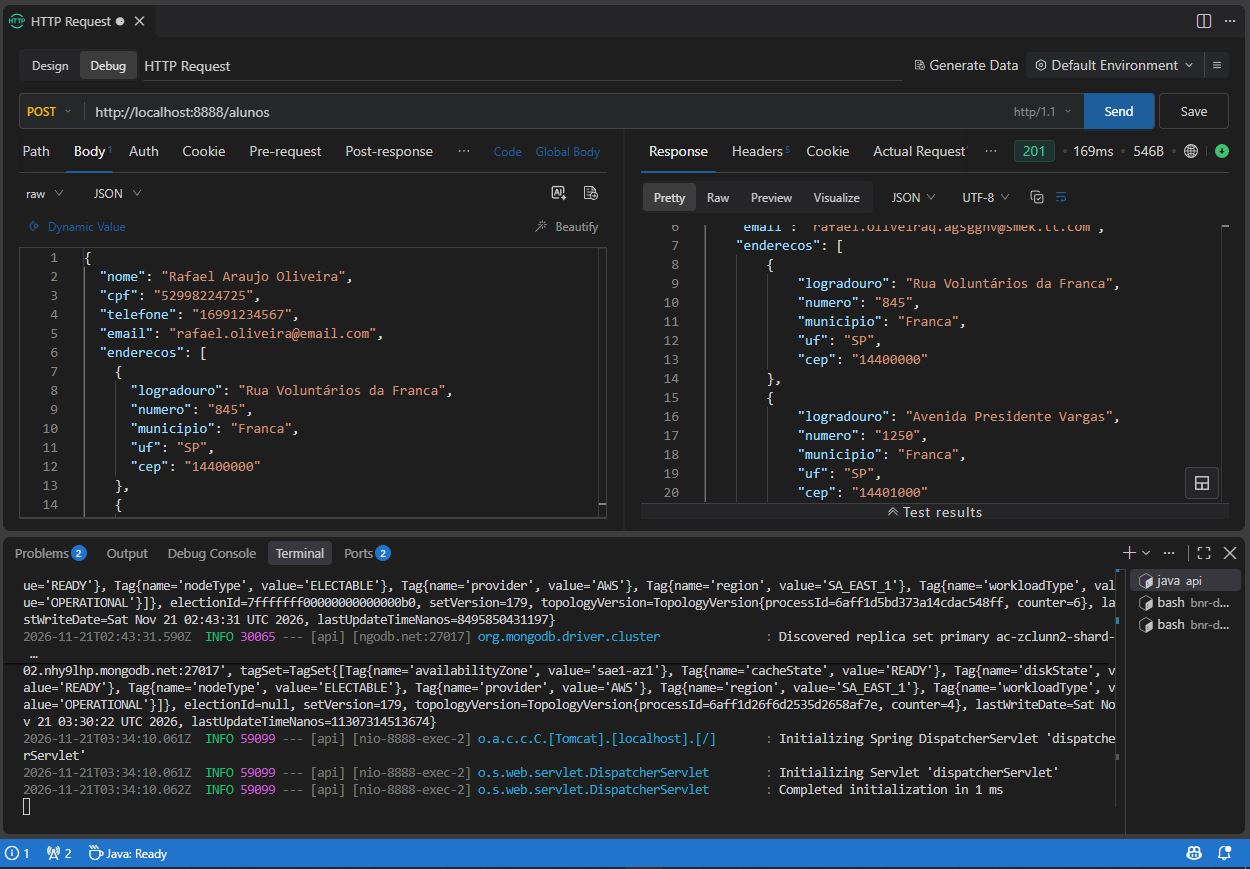 HTTP HTTP Request
Design Debug HTTP Request Generate Data Default Environment
POST http://localhost:8888/alunos http/1.1 Send Save
Path Body 1 Auth Cookie Pre-request Post-response ... Code Global Body
raw JSON AI
Dynamic Value Beautify
1 {
2 "nome": "Rafael Araujo Oliveira",
3 "cpf": "52998224725",
4 "telefone": "16991234567",
5 "email": "rafael.oliveira@email.com",
6 "enderecos": [
7 {
8 "logradouro": "Rua Voluntários da Franca",
9 "numero": "845",
10 "municipio": "Franca",
11 "uf": "SP",
12 "cep": "14400000"
13 },
14 {
Response Headers 5 Cookie Actual Request ... 201 169ms 546B
Pretty Raw Preview Visualize JSON UTF-8
6 "email":
7 "enderecos": [
8 {
9 "logradouro": "Rua Voluntários da Franca",
10 "numero": "845",
11 "municipio": "Franca",
12 "uf": "SP",
13 "cep": "14400000"
14 },
15 {
16 "logradouro": "Avenida Presidente Vargas",
17 "numero": "1250",
18 "municipio": "Franca",
19 "uf": "SP",
20 "cep": "14401000"
Test results
Problems 2 Output Debug Console Terminal Ports 2
ue='READY'}, Tag{name='nodeType', value='ELECTABLE'}, Tag{name='provider', value='AWS'}, Tag{name='region', value='SA_EAST_1'}, Tag{name='workloadType', val
ue='OPERATIONAL'}]}, electionId=7fffffff00000000000000b0, setVersion=179, topologyVersion=TopologyVersion{processId=6aff1d5bd373a14cdac548ff, counter=6}, la
stWriteDate=Sat Nov 21 02:43:31 UTC 2026, lastUpdateTimeNanos=8495850431197}
2026-11-21T02:43:31.590Z INFO 30065 --- [api] [ngodb.net:27017] org.mongodb.driver.cluster : Discovered replica set primary ac-zclunn2-shard-
...
02.nhy9lhp.mongodb.net:27017', tagSet=TagSet{[Tag{name='availabilityZone', value='sae1-az1'}, Tag{name='cacheState', value='READY'}, Tag{name='diskState', v
alue='READY'}, Tag{name='nodeType', value='ELECTABLE'}, Tag{name='provider', value='AWS'}, Tag{name='region', value='SA_EAST_1'}, Tag{name='workloadType', v
alue='OPERATIONAL'}]}, electionId=null, setVersion=179, topologyVersion=TopologyVersion{processId=6aff1d26f6d2535d2658af7e, counter=4}, lastWriteDate=Sat No
v 21 03:30:22 UTC 2026, lastUpdateTimeNanos=11307314513674}
2026-11-21T03:34:10.061Z INFO 59099 --- [api] [nio-8888-exec-2] o.a.c.c.C.[Tomcat].[localhost].[/] : Initializing Spring DispatcherServlet 'dispatche
rServlet'
2026-11-21T03:34:10.061Z INFO 59099 --- [api] [nio-8888-exec-2] o.s.web.servlet.DispatcherServlet : Initializing Servlet 'dispatcherServlet'
2026-11-21T03:34:10.062Z INFO 59099 --- [api] [nio-8888-exec-2] o.s.web.servlet.DispatcherServlet : Completed initialization in 1 ms
java api
bash bnr-d...
bash bnr-d...
1 2 Java: Ready